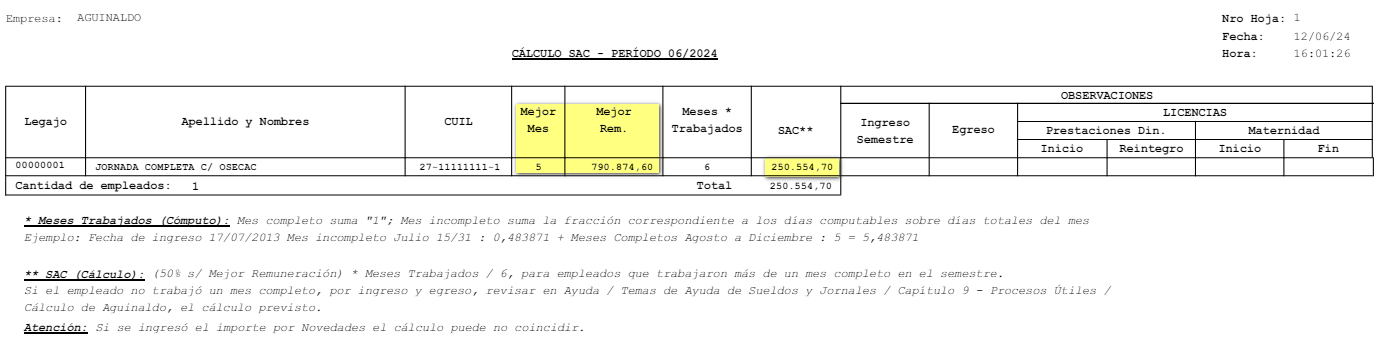 Empresa: AGUINALDO
Nro Hoja: 1
Fecha: 12/06/24
Hora: 16:01:26
CÁLCULO SAC - PERÍODO 06/2024
Legajo Apellido y Nombres CUIL Mejor Mes Mejor Rem. Meses * Trabajados SAC** OBSERVACIONES
Ingreso Semestre Egreso LICENCIAS
Prestaciones Din. Maternidad
Inicio Reintegro Inicio Fin
00000001 JORNADA COMPLETA C/ OSECAC 27-11111111-1 5 790.874,60 6 250.554,70
Cantidad de empleados: 1 Total 250.554,70
* Meses Trabajados (Cómputo): Mes completo suma "1"; Mes incompleto suma la fracción correspondiente a los días computables sobre días totales del mes
Ejemplo: Fecha de ingreso 17/07/2013 Mes incompleto Julio 15/31 : 0,483871 + Meses Completos Agosto a Diciembre : 5 = 5,483871
** SAC (Cálculo): (50% s/ Mejor Remuneración) * Meses Trabajados / 6, para empleados que trabajaron más de un mes completo en el semestre.
Si el empleado no trabajó un mes completo, por ingreso y egreso, revisar en Ayuda / Temas de Ayuda de Sueldos y Jornales / Capítulo 9 - Procesos Útiles /
Cálculo de Aguinaldo, el cálculo previsto.
Atención: Si se ingresó el importe por Novedades el cálculo puede no coincidir.